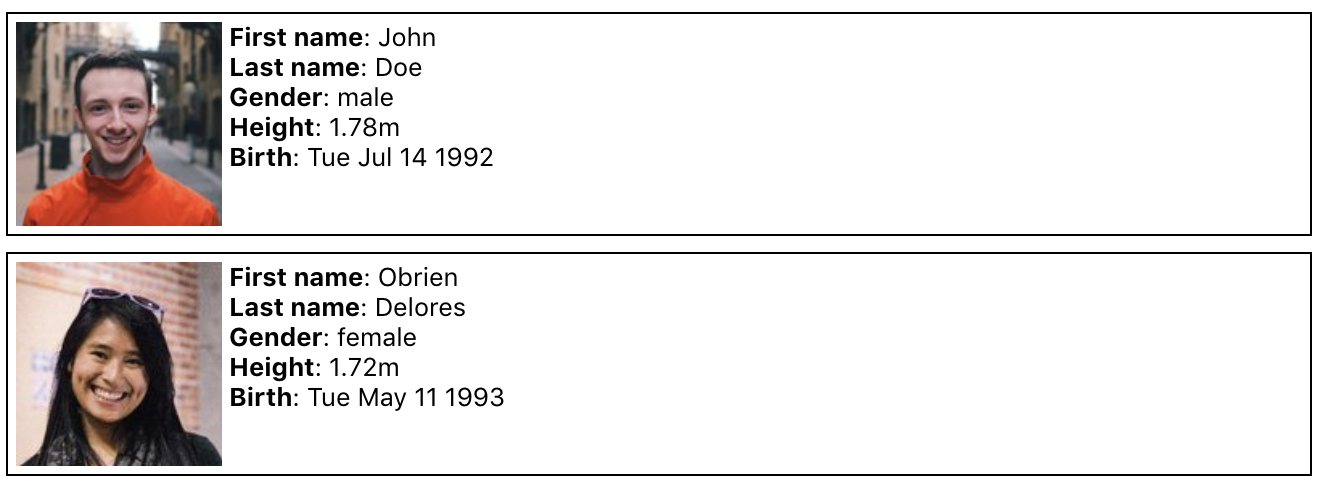 First name: John
Last name: Doe
Gender: male
Height: 1.78m
Birth: Tue Jul 14 1992
First name: Obrien
Last name: Delores
Gender: female
Height: 1.72m
Birth: Tue May 11 1993